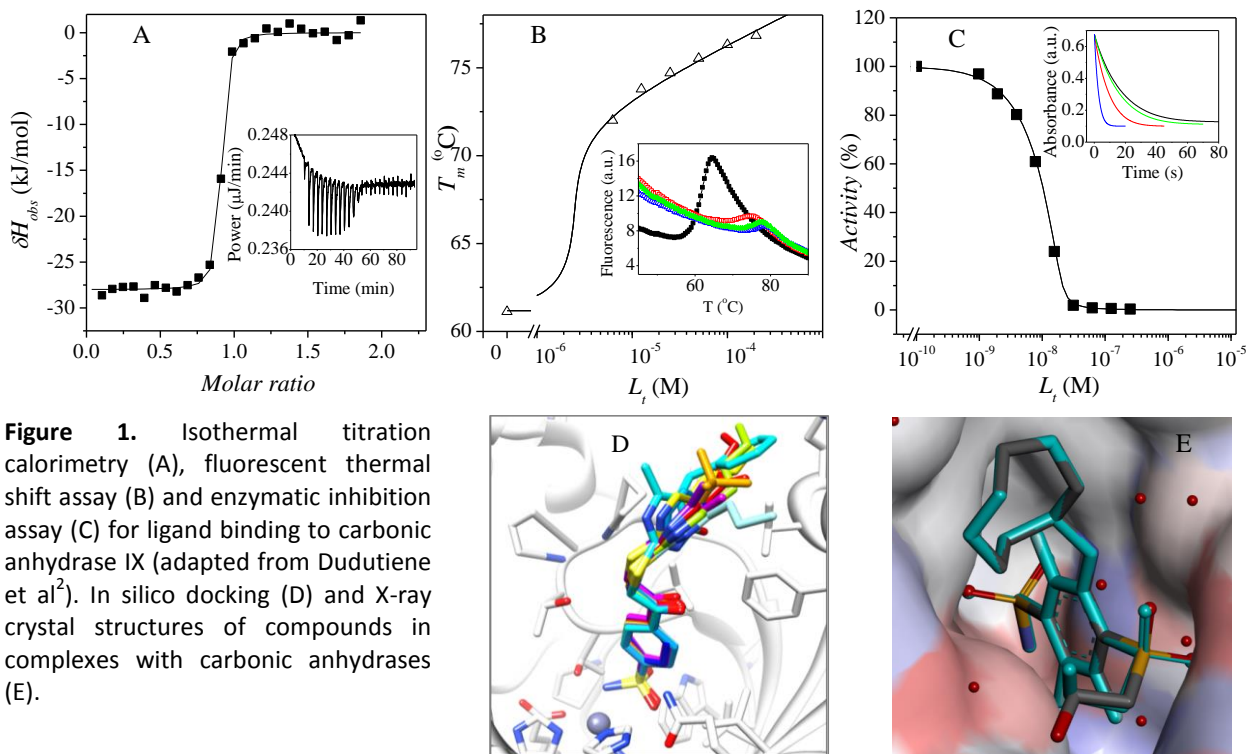 A
0
-5
-10
-15
-20
-25
-30
0.0 0.5 1.0 1.5 2.0
δH_obs (kJ/mol)
Molar ratio
0.248
0.244
0.240
0.236
Power (μJ/min)
0 10 20 30 40 50 60 70 80 90
Time (min)
B
75
70
65
60
T_m (°C)
0 10⁻⁶ 10⁻⁵ 10⁻⁴
L_t (M)
16
12
8
4
Fluorescence (a.u.)
60 80
T (°C)
C
120
100
80
60
40
20
0
Activity (%)
10⁻¹⁰ 10⁻⁹ 10⁻⁸ 10⁻⁷ 10⁻⁶ 10⁻⁵
L_t (M)
0.6
0.4
0.2
0.0
Absorbance (a.u.)
0 20 40 60 80
Time (s)
Figure 1. Isothermal titration
calorimetry (A), fluorescent thermal
shift assay (B) and enzymatic inhibition
assay (C) for ligand binding to carbonic
anhydrase IX (adapted from Dudutiene
et al²). In silico docking (D) and X-ray
crystal structures of compounds in
complexes with carbonic anhydrases
(E).
D
E